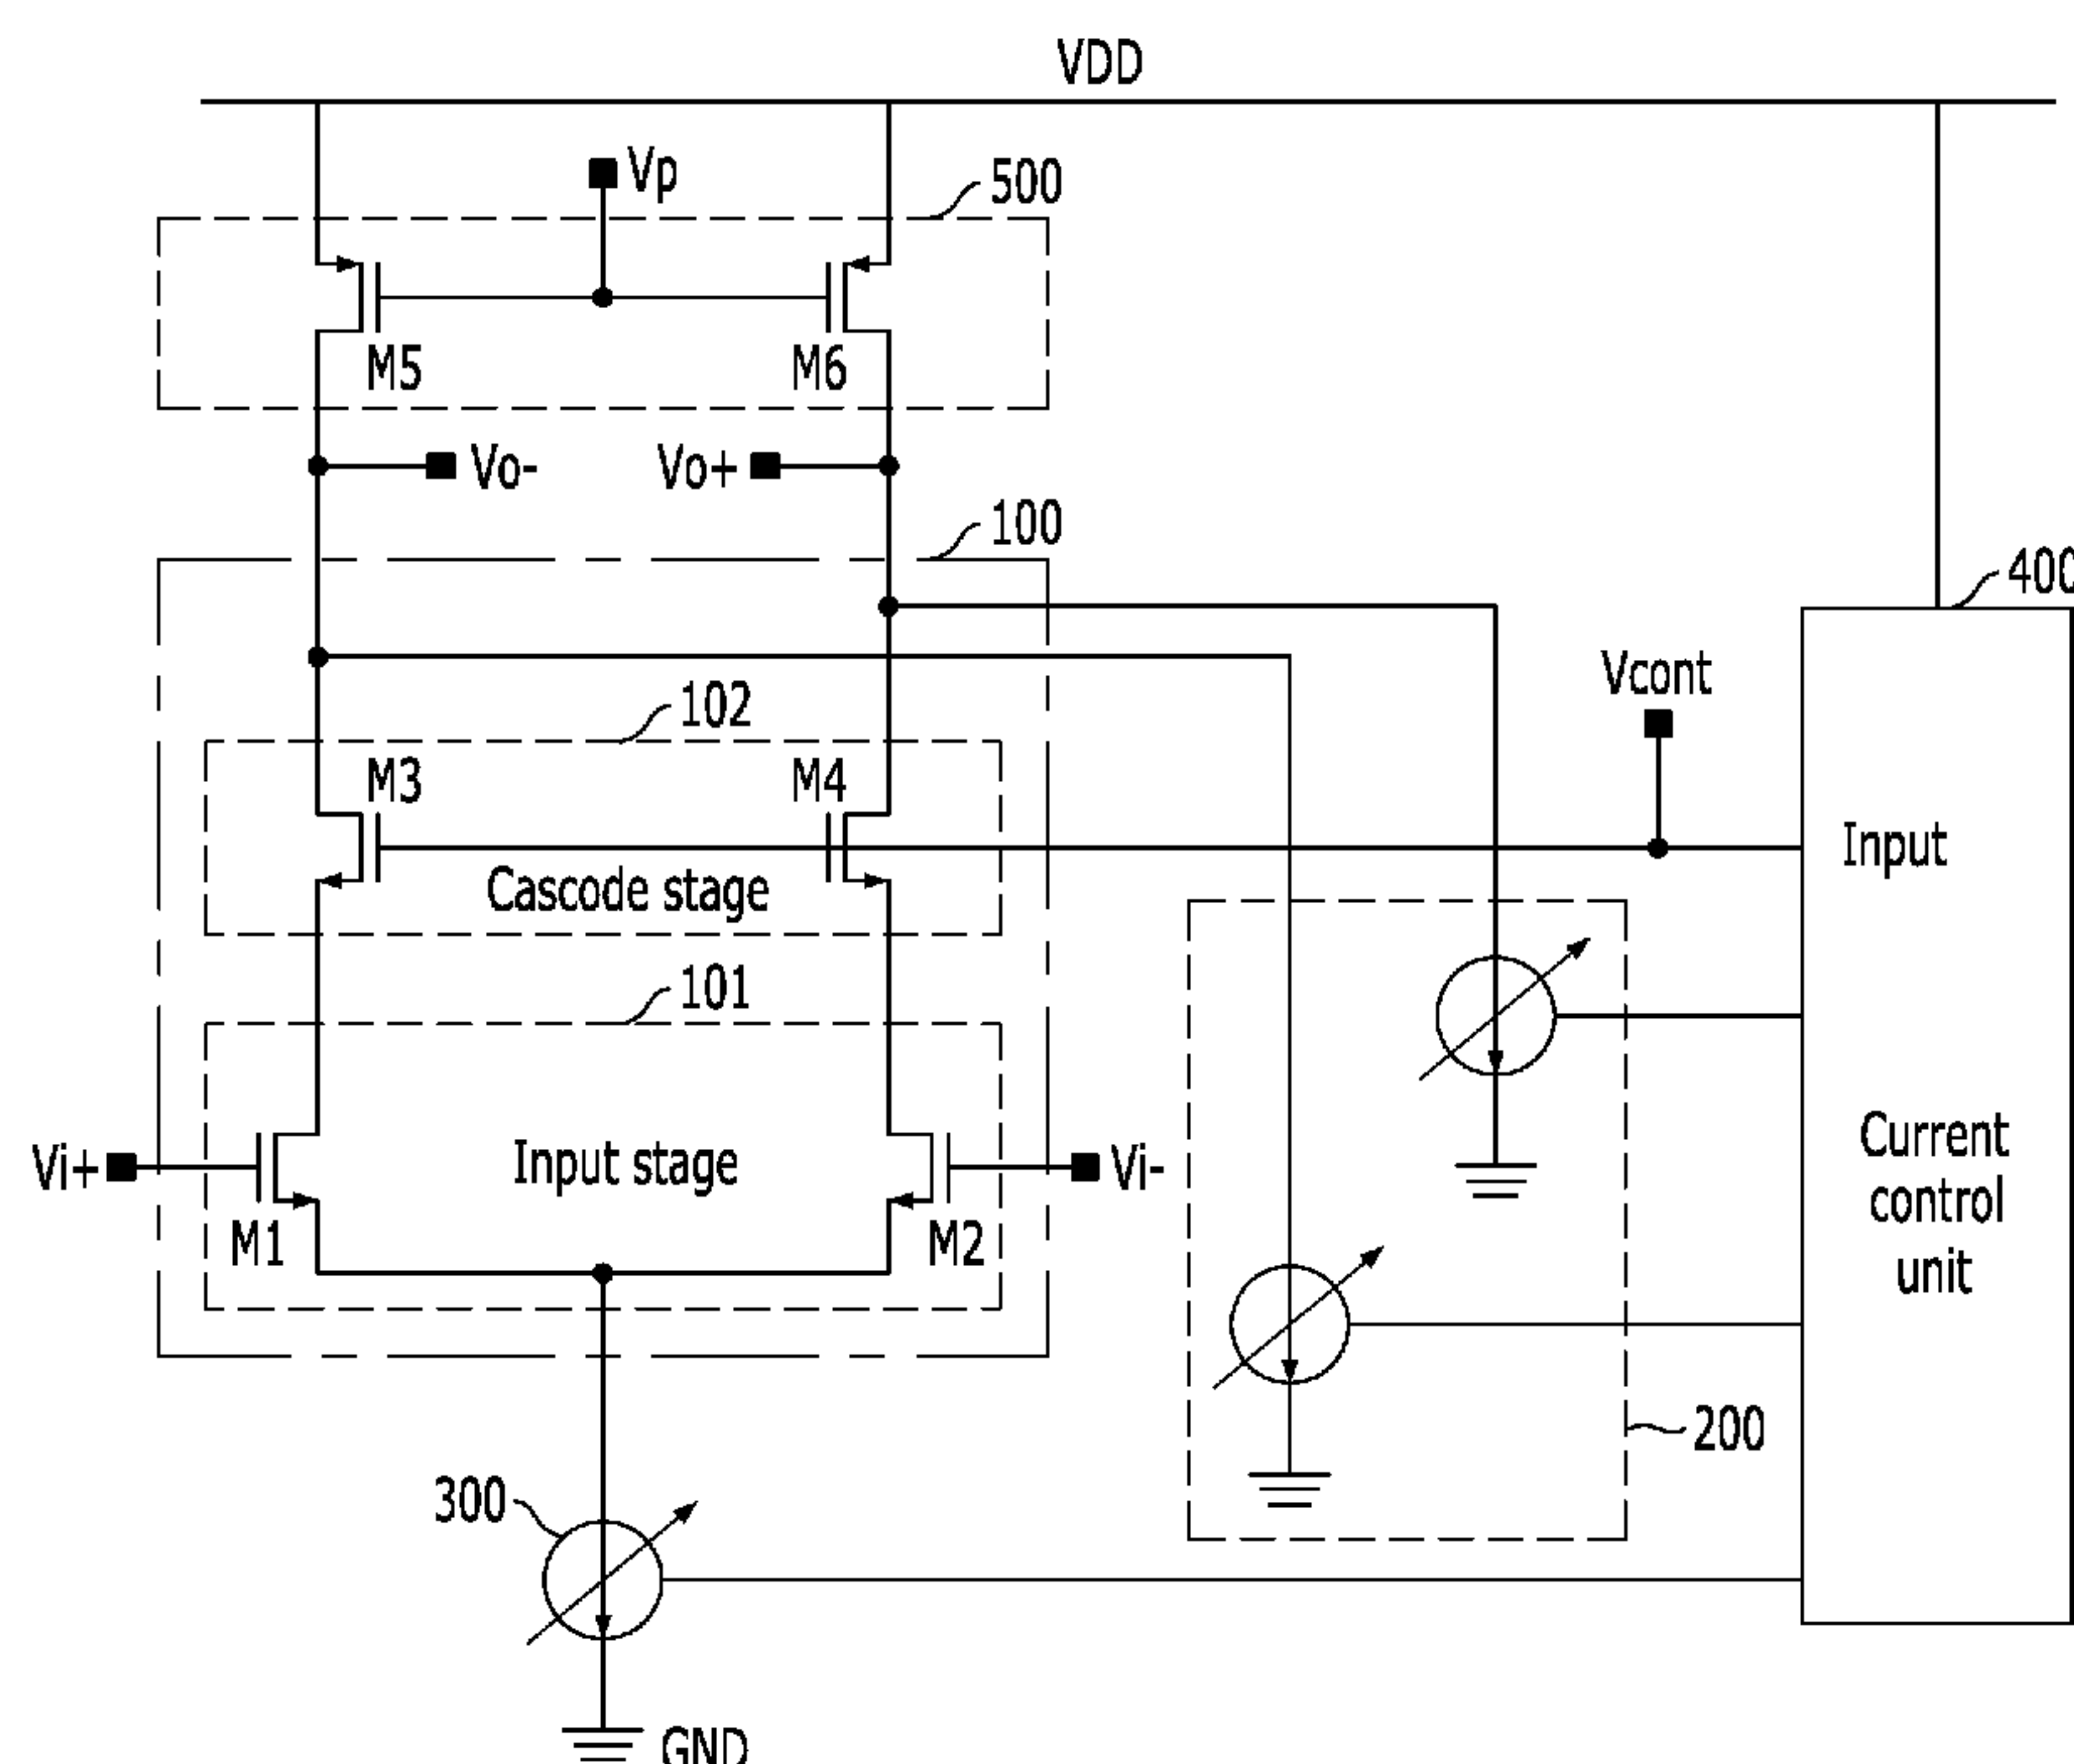 VDD
Vp
500
M5
M6
Vo-
Vo+
100
400
Vcont
102
M3
M4
Input
Cascode stage
101
Vi+
Input stage
Vi-
M1
M2
Current
control
unit
200
300
GND